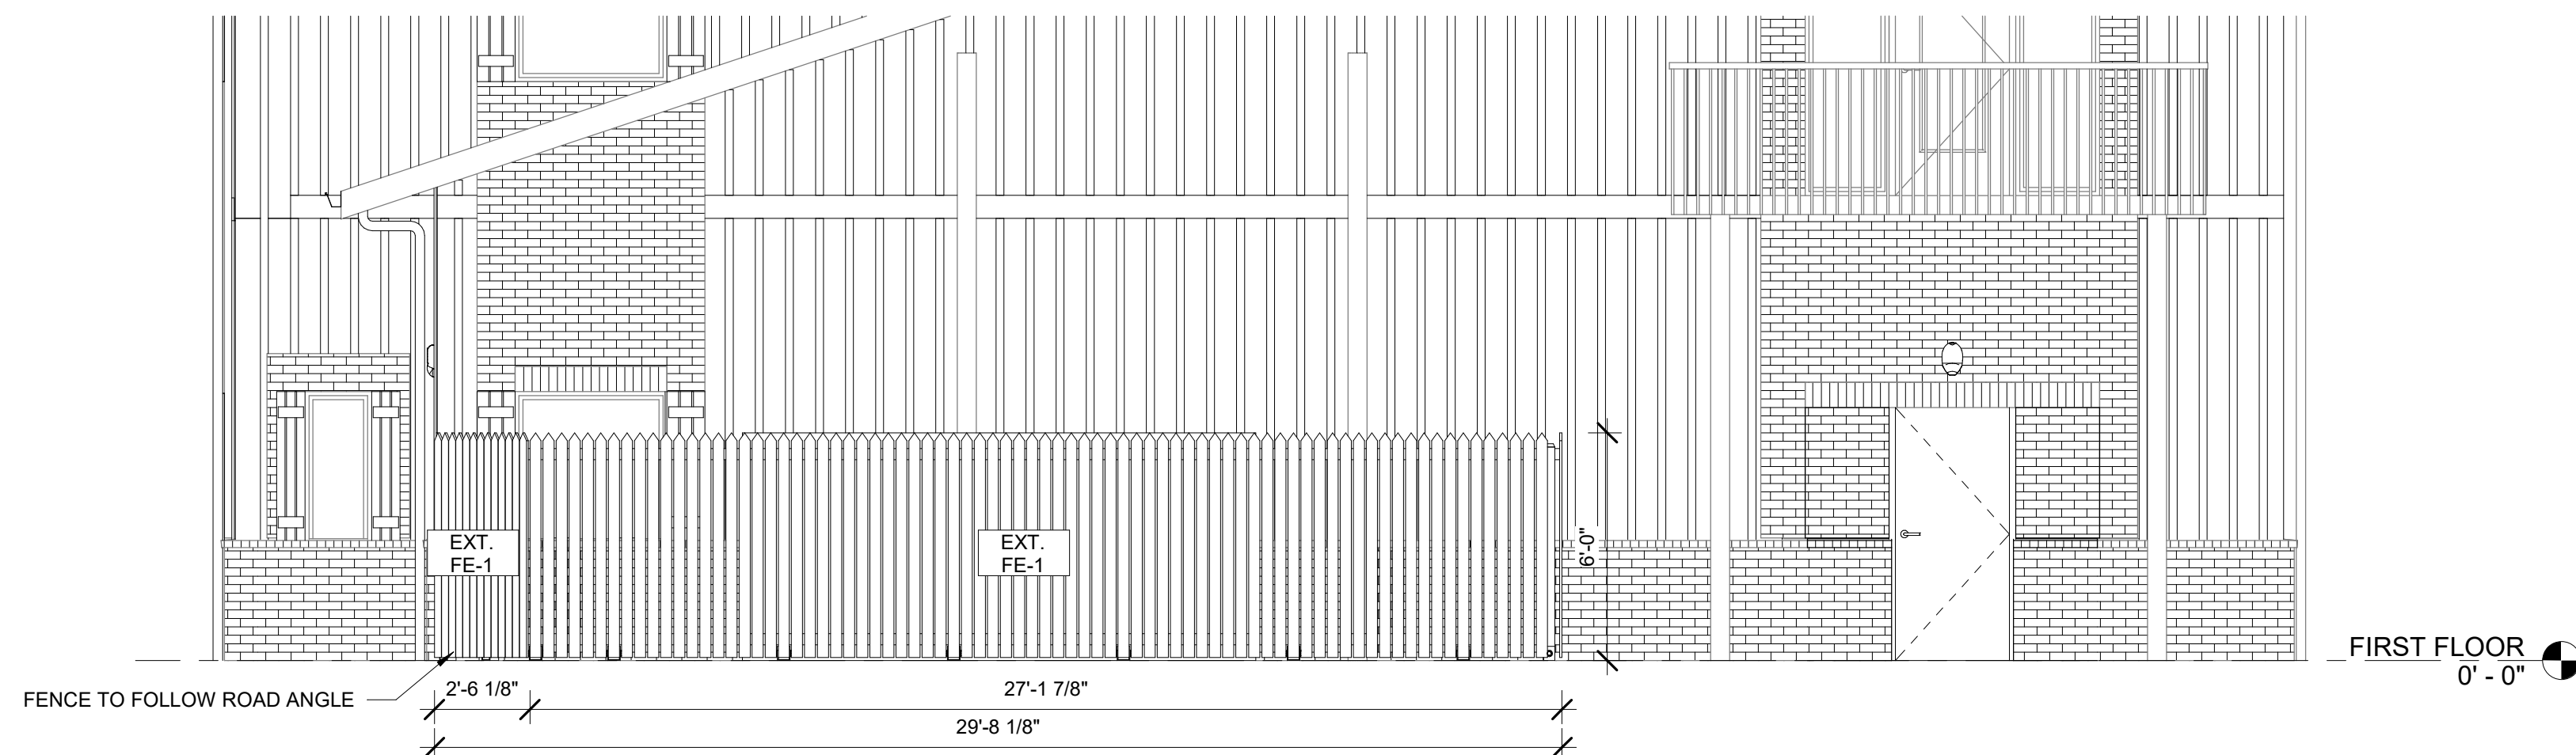 EXT.
FE-1
EXT.
FE-1
6'-0"
FIRST FLOOR
0' - 0"
FENCE TO FOLLOW ROAD ANGLE
2'-6 1/8"
27'-1 7/8"
29'-8 1/8"